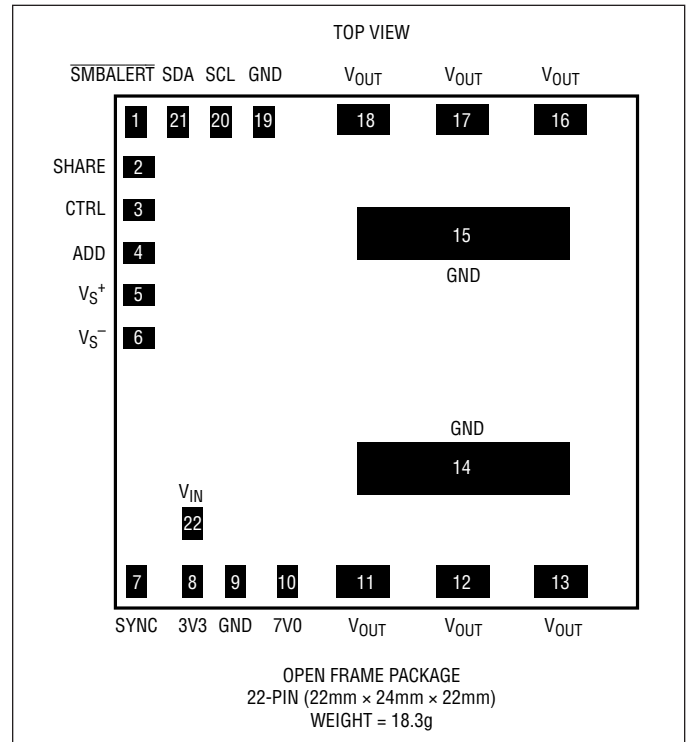 TOP VIEW
SMBALERT SDA SCL GND VOUT VOUT VOUT
1 21 20 19 18 17 16
SHARE 2
CTRL 3
ADD 4
15
GND
VS+ 5
VS– 6
GND
14
VIN
22
7 8 9 10 11 12 13
SYNC 3V3 GND 7V0 VOUT VOUT VOUT
OPEN FRAME PACKAGE
22-PIN (22mm × 24mm × 22mm)
WEIGHT = 18.3g